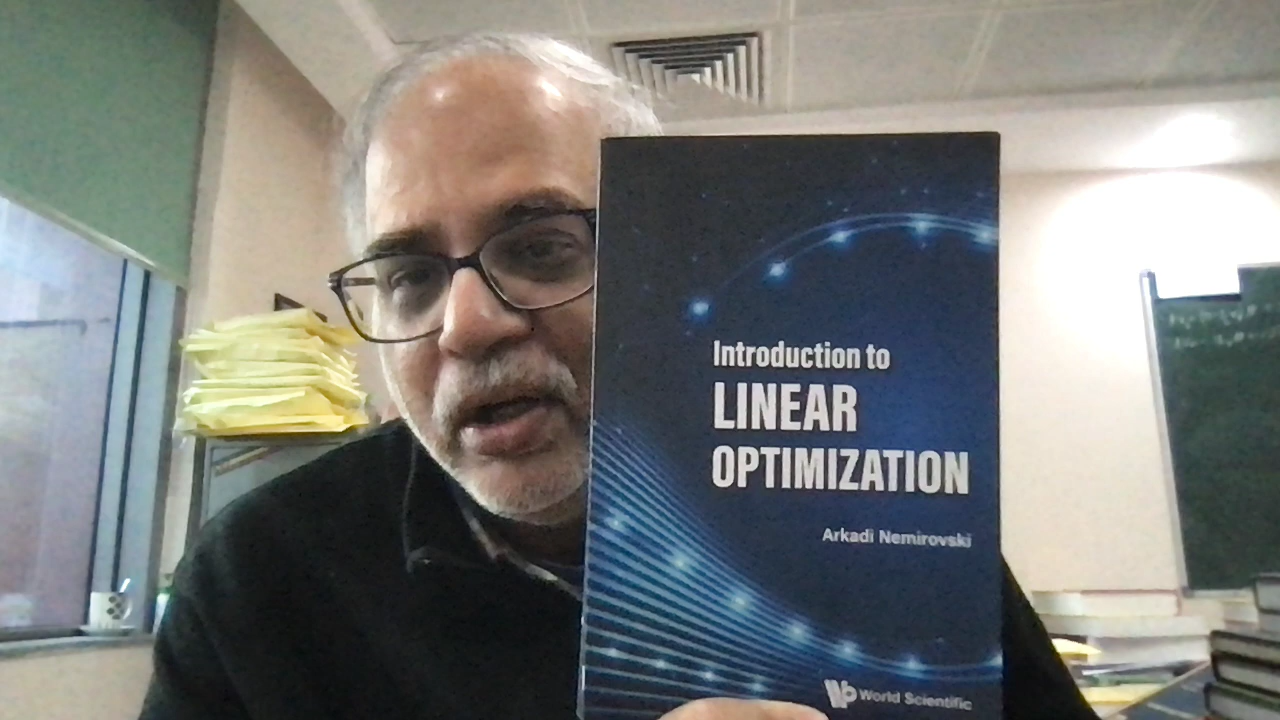 Introduction to
LINEAR
OPTIMIZATION
Arkadi Nemirovski
World Scientific